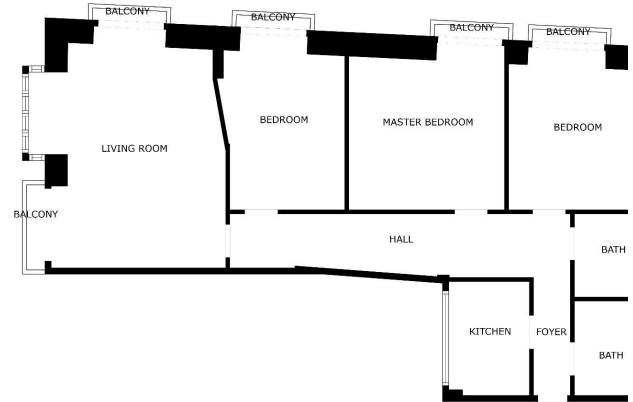 BALCONY
BALCONY
BALCONY
BALCONY
BEDROOM
MASTER BEDROOM
BEDROOM
LIVING ROOM
BALCONY
HALL
BATH
KITCHEN
FOYER
BATH